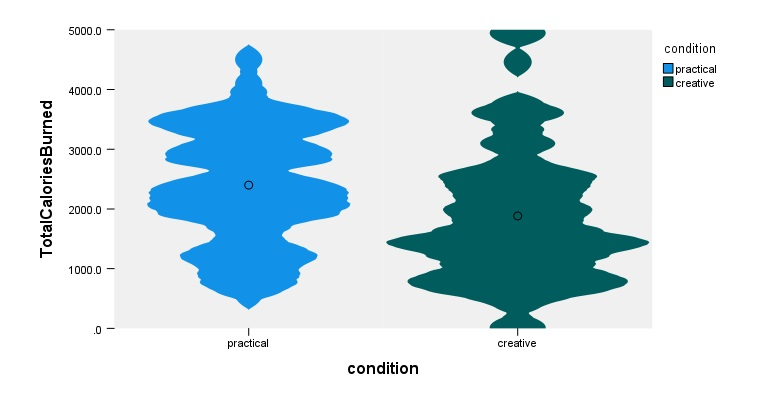 5000.0
4000.0
3000.0
2000.0
1000.0
.0
TotalCaloriesBurned
practical
creative
condition
condition
practical
creative